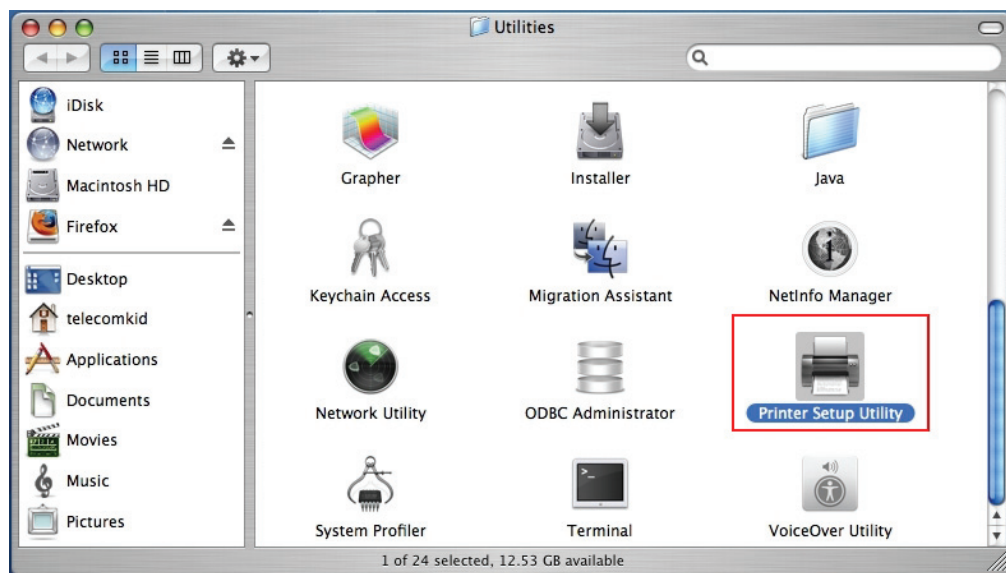 Utilities
iDisk
Network
Macintosh HD
Firefox
Desktop
telecomkid
Applications
Documents
Movies
Music
Pictures
Grapher
Installer
Java
Keychain Access
Migration Assistant
NetInfo Manager
Network Utility
ODBC Administrator
Printer Setup Utility
System Profiler
Terminal
VoiceOver Utility
1 of 24 selected, 12.53 GB available